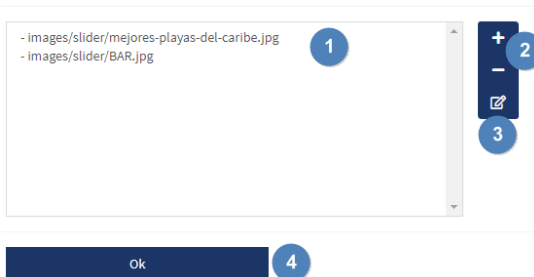 - images/slider/mejores-playas-del-caribe.jpg
- images/slider/BAR.jpg
1
+
2
−
3
Ok
4